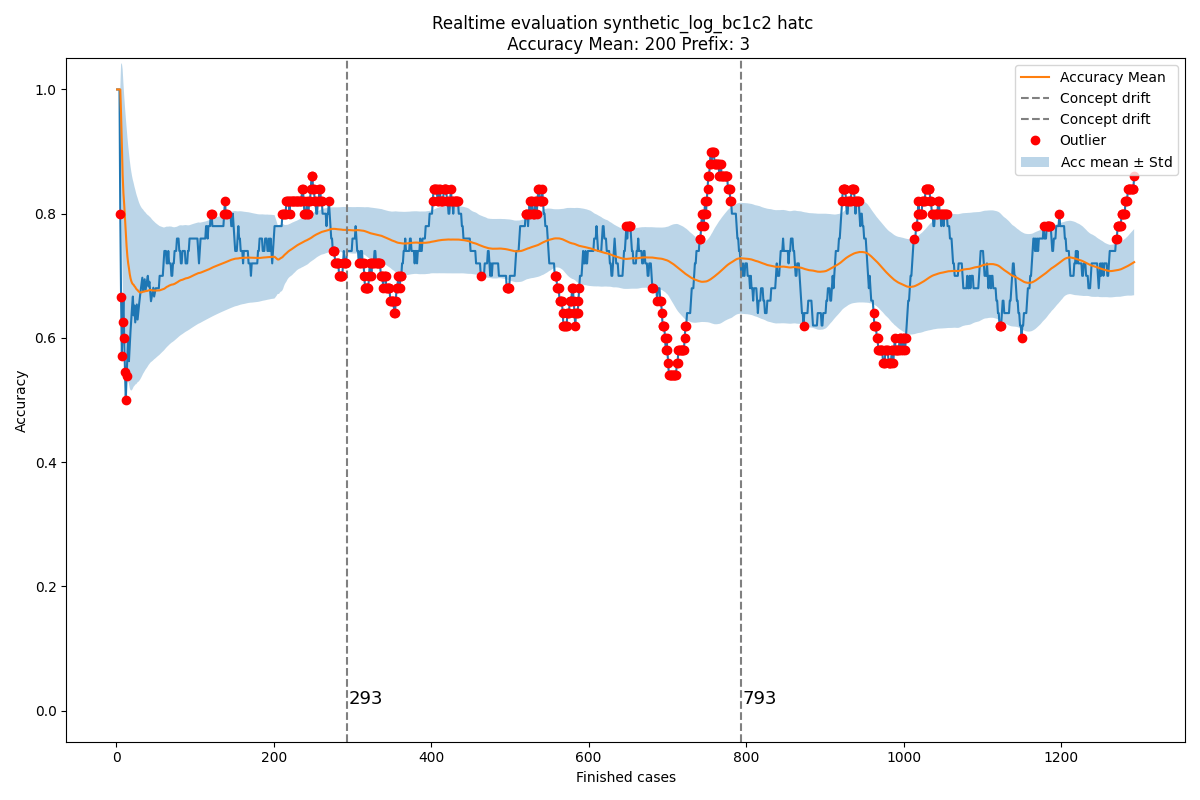 Realtime evaluation synthetic_log_bc1c2 hatc
Accuracy Mean: 200 Prefix: 3
Accuracy Mean
Concept drift
Concept drift
Outlier
Acc mean ± Std
1.0
0.8
0.6
0.4
0.2
0.0
Accuracy
293
793
0
200
400
600
800
1000
1200
Finished cases